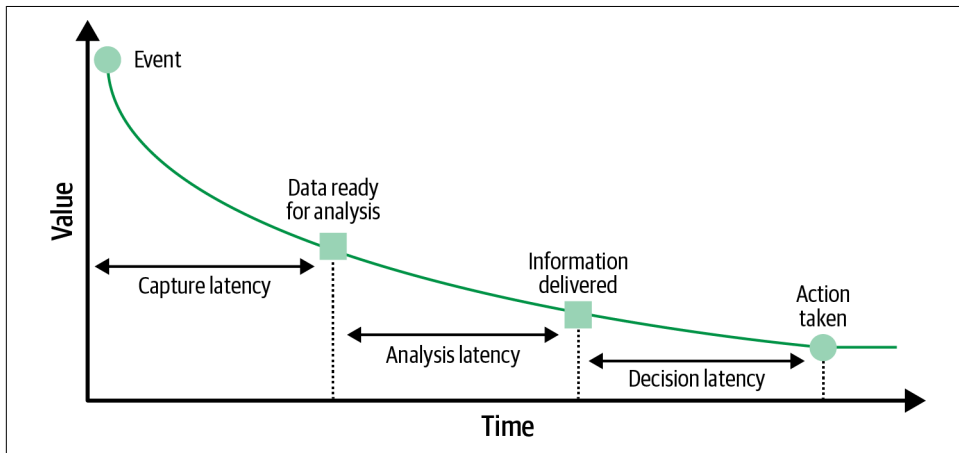 Event
Data ready
for analysis
Capture latency
Information
delivered
Analysis latency
Action
taken
Decision latency
Value
Time